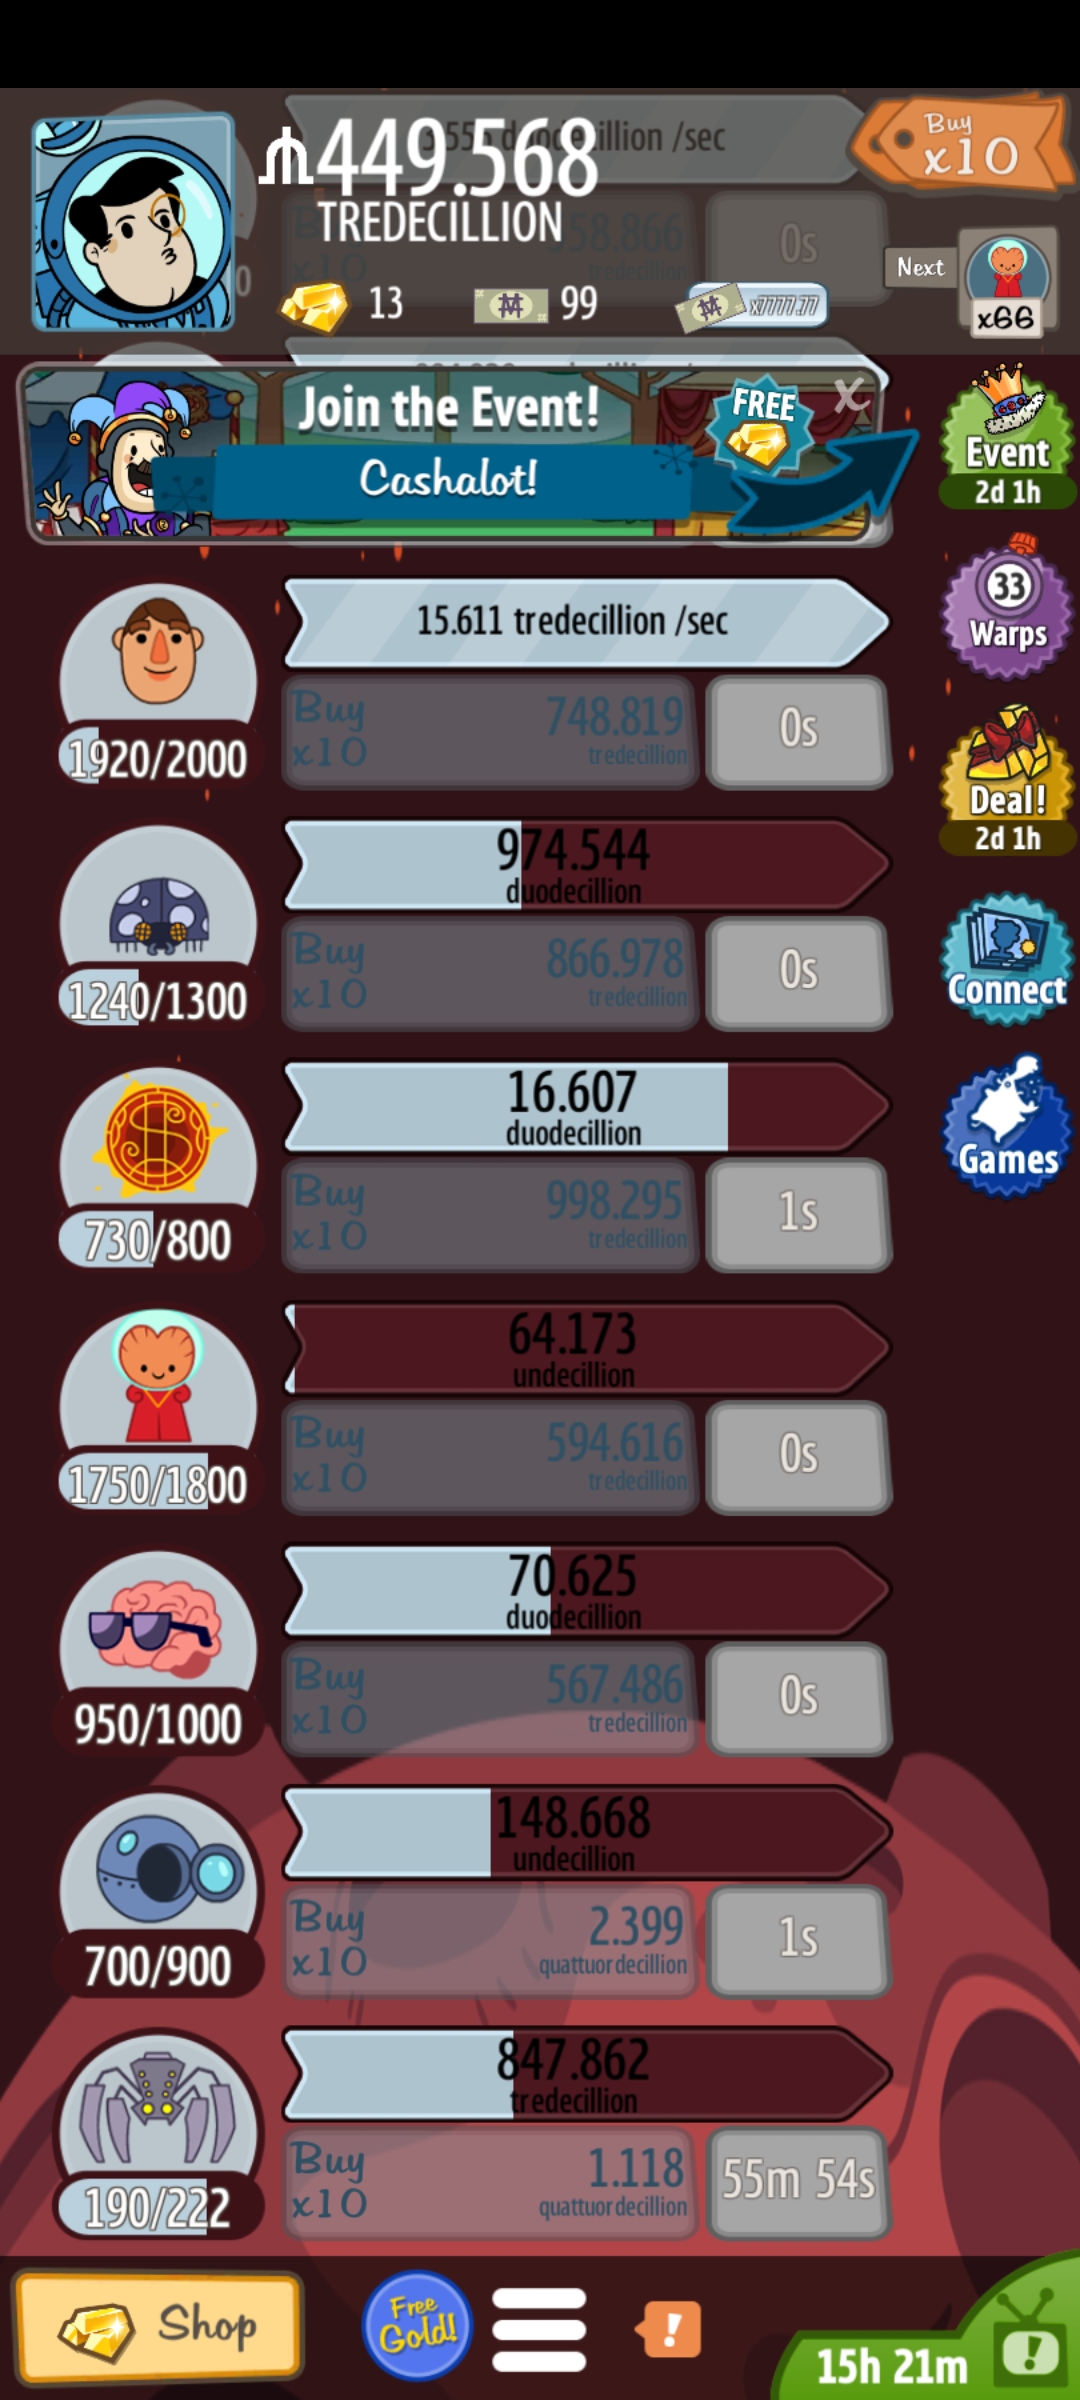 duodecillion /sec
Buy
x10
₼449.568
TREDECILLION
13
99
x7777.77
Next
x66
58.866
0s
Join the Event!
FREE
X
Cashalot!
Event
2d 1h
15.611 tredecillion /sec
1920/2000
Buy
x10
748.819
tredecillion
0s
33
Warps
Deal!
2d 1h
974.544
duodecillion
1240/1300
Buy
x10
866.978
tredecillion
0s
Connect
16.607
duodecillion
730/800
Buy
x10
998.295
tredecillion
1s
Games
64.173
undecillion
1750/1800
Buy
x10
594.616
tredecillion
0s
70.625
duodecillion
950/1000
Buy
x10
567.486
tredecillion
0s
148.668
undecillion
700/900
Buy
x10
2.399
quattuordecillion
1s
847.862
tredecillion
190/222
Buy
x10
1.118
quattuordecillion
55m 54s
Shop
Free
Gold!
!
15h 21m
!